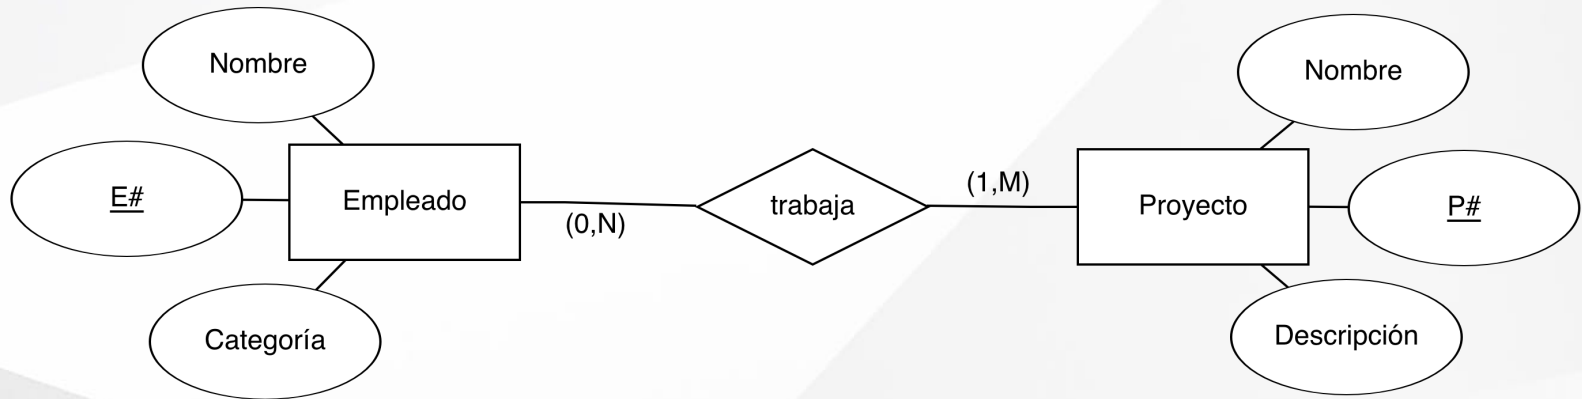 Nombre
E#
Categoría
Empleado
(0,N)
trabaja
(1,M)
Proyecto
Nombre
P#
Descripción